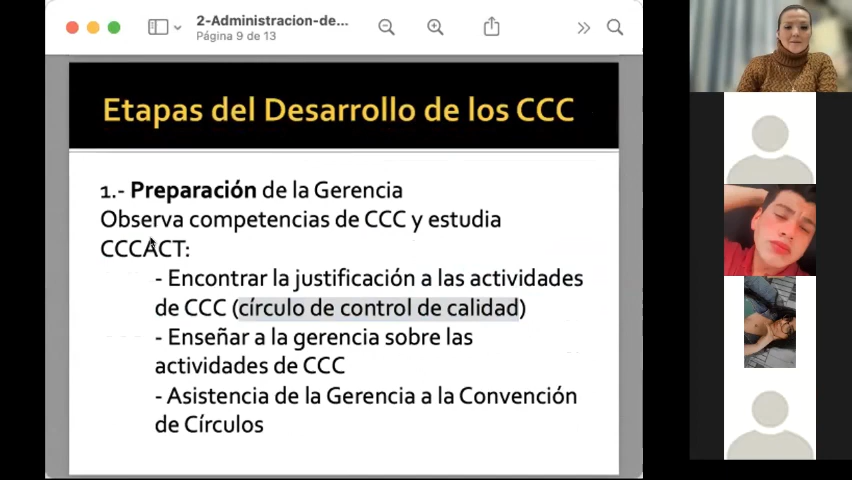 2-Administracion-de...
Página 9 de 13
Etapas del Desarrollo de los CCC
1.- Preparación de la Gerencia
Observa competencias de CCC y estudia
CCCACT:
- Encontrar la justificación a las actividades
de CCC (círculo de control de calidad)
- Enseñar a la gerencia sobre las
actividades de CCC
- Asistencia de la Gerencia a la Convención
de Círculos